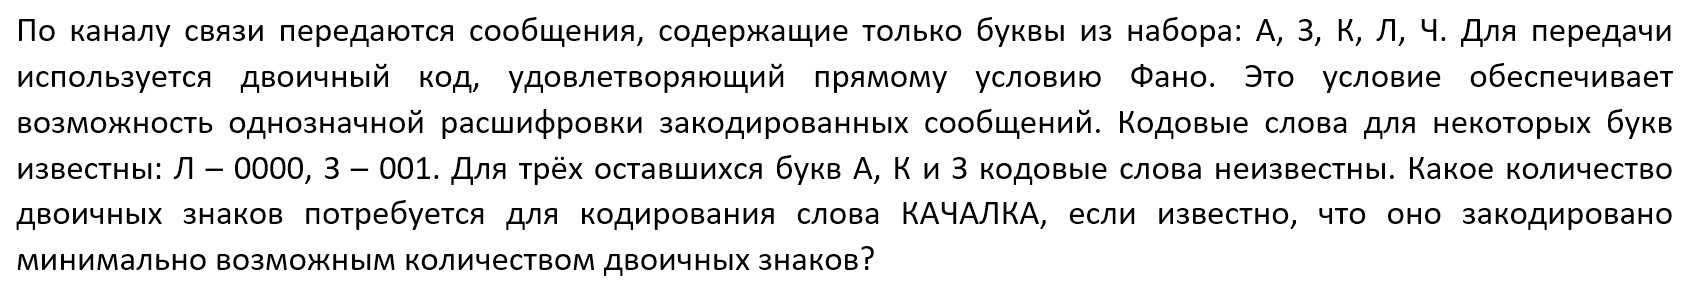 По каналу связи передаются сообщения, содержащие только буквы из набора: А, З, К, Л, Ч. Для передачи
используется двоичный код, удовлетворяющий прямому условию Фано. Это условие обеспечивает
возможность однозначной расшифровки закодированных сообщений. Кодовые слова для некоторых букв
известны: Л – 0000, З – 001. Для трёх оставшихся букв А, К и З кодовые слова неизвестны. Какое количество
двоичных знаков потребуется для кодирования слова КАЧАЛКА, если известно, что оно закодировано
минимально возможным количеством двоичных знаков?